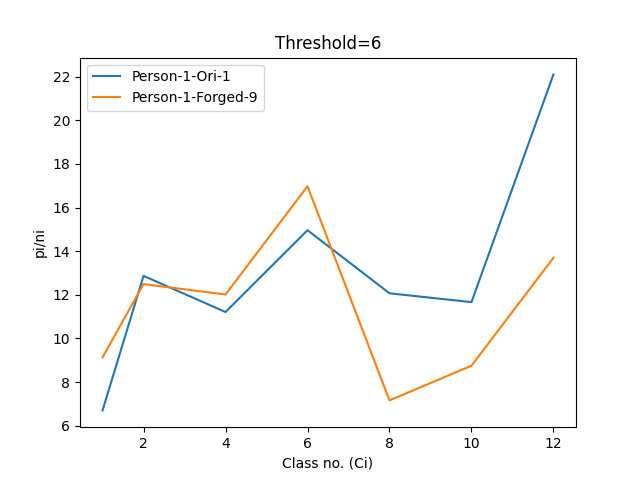 Threshold=6
Person-1-Ori-1
Person-1-Forged-9
pi/ni
22
20
18
16
14
12
10
8
6
2 4 6 8 10 12
Class no. (Ci)